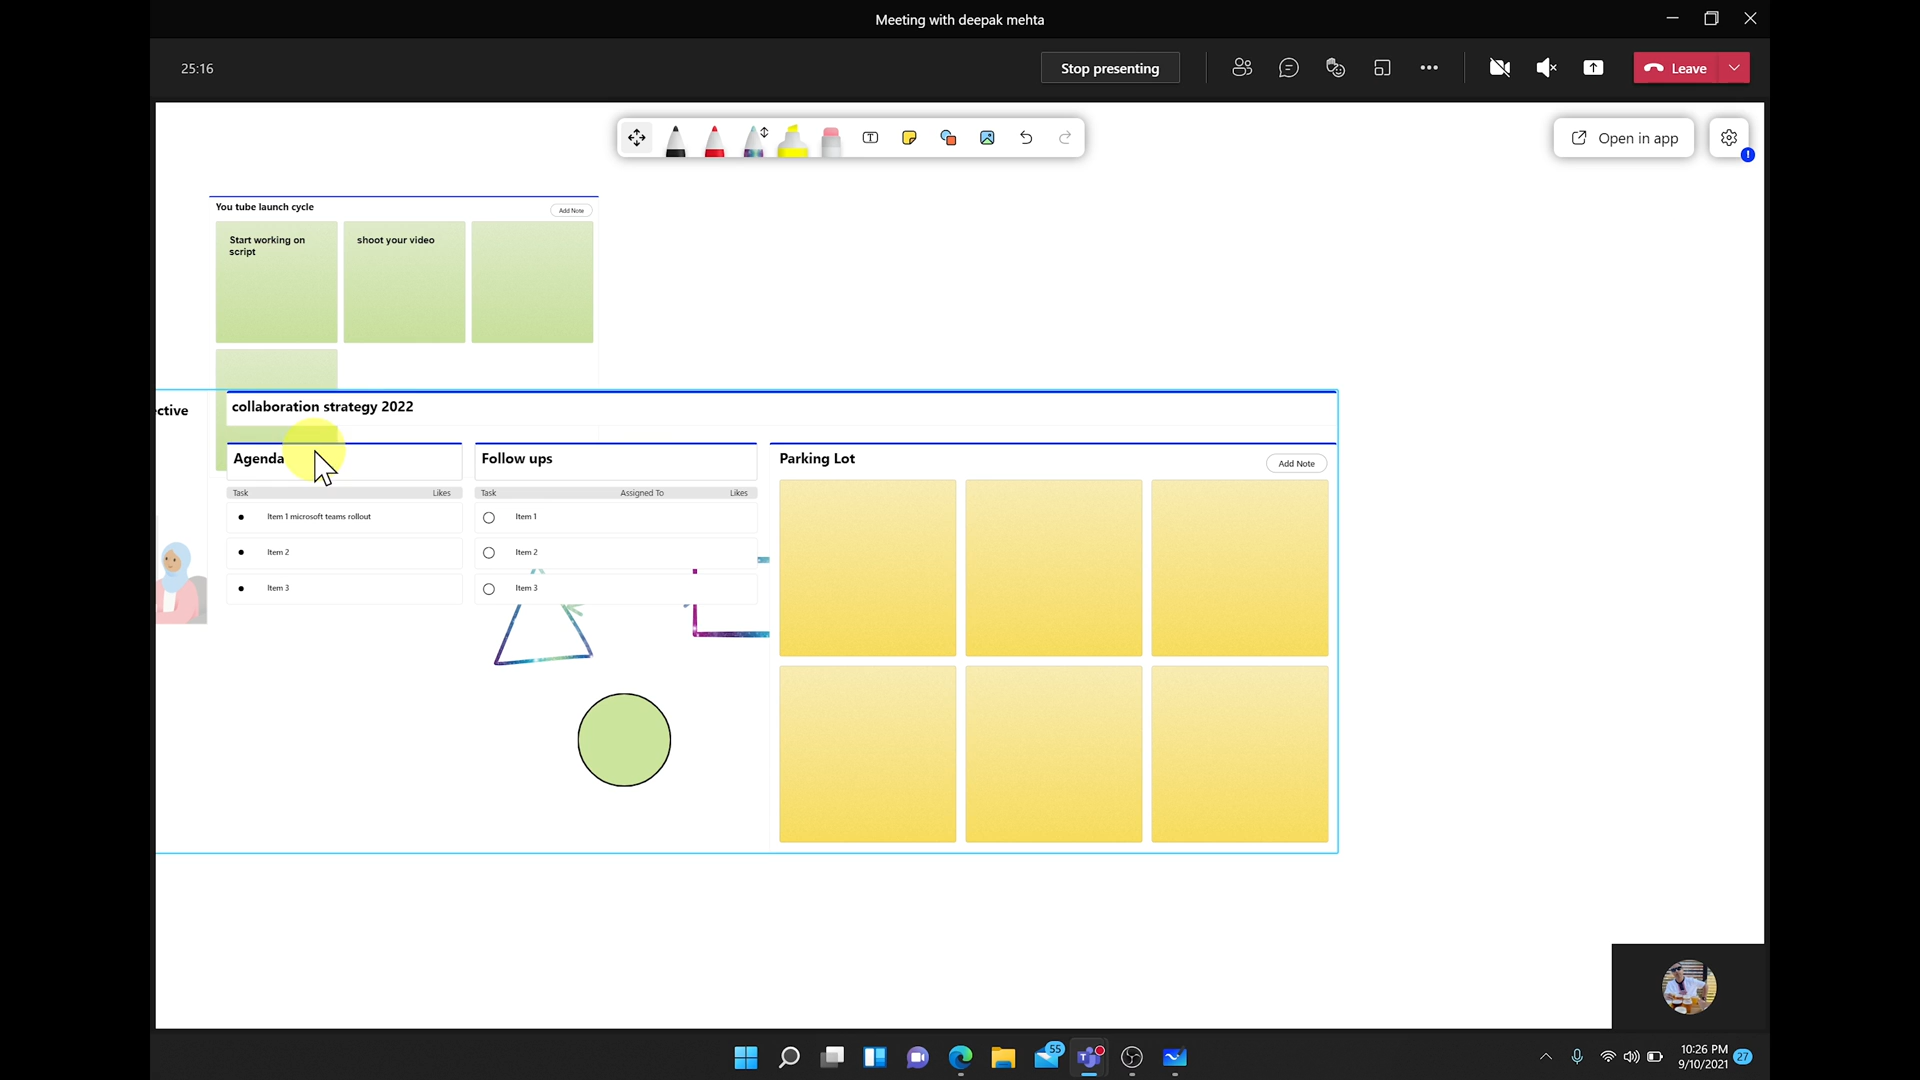 Meeting with deepak mehta
25:16
Stop presenting
Leave
Open in app
You tube launch cycle
Add Note
Start working on
script
shoot your video
ctive
collaboration strategy 2022
Agenda
Task Likes
Item 1 microsoft teams rollout
Item 2
Item 3
Follow ups
Task Assigned To Likes
Item 1
Item 2
Item 3
Parking Lot
Add Note
55
10:26 PM
9/10/2021
27